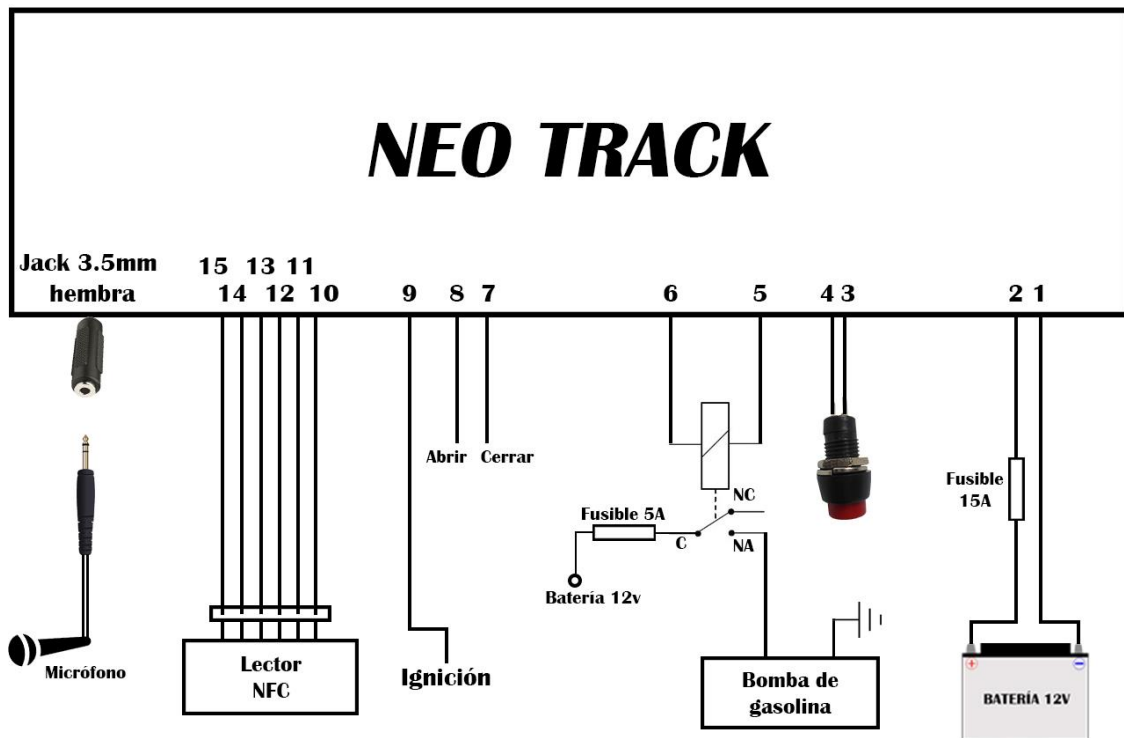 NEO TRACK
Jack 3.5mm
hembra
15 13 11
14 12 10 9 8 7 6 5 4 3 2 1
Abrir Cerrar
Fusible 5A
NC
C
NA
Batería 12v
Fusible
15A
Micrófono
Lector
NFC
Ignición
Bomba de
gasolina
+ −
BATERÍA 12V